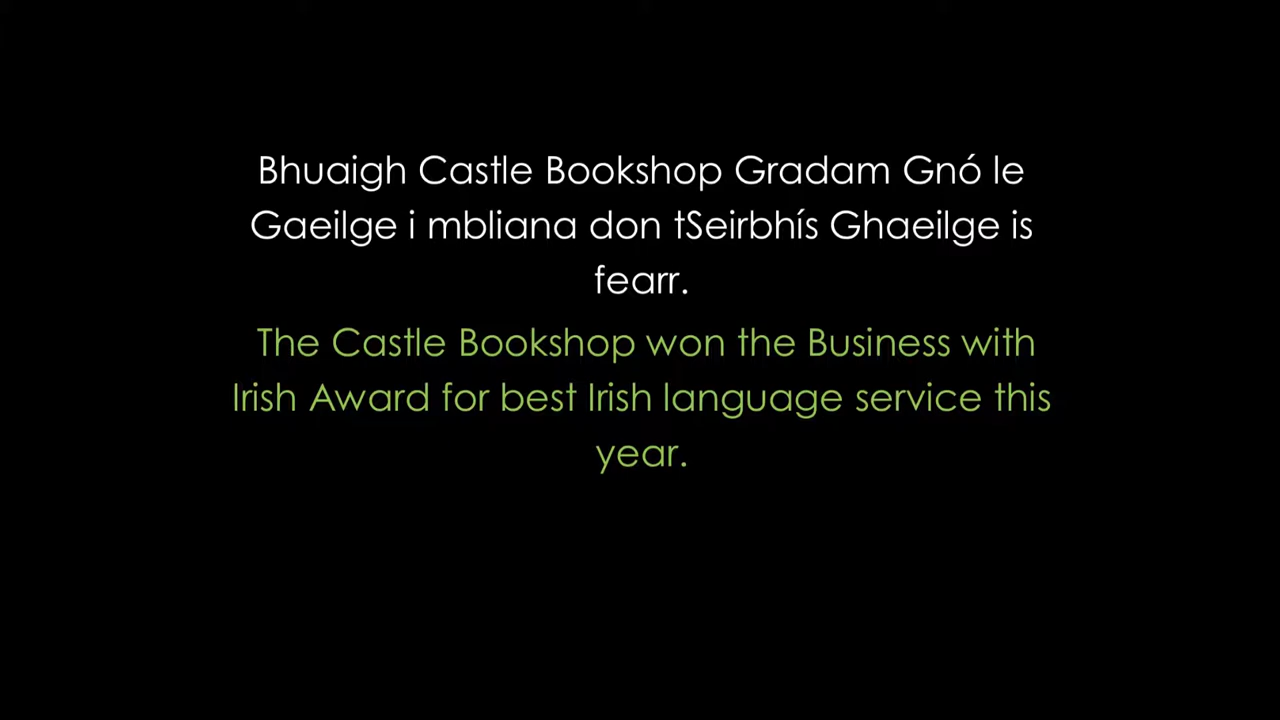 Bhuaigh Castle Bookshop Gradam Gnó le
Gaeilge i mbliana don tSeirbhís Ghaeilge is
fearr.
The Castle Bookshop won the Business with
Irish Award for best Irish language service this
year.